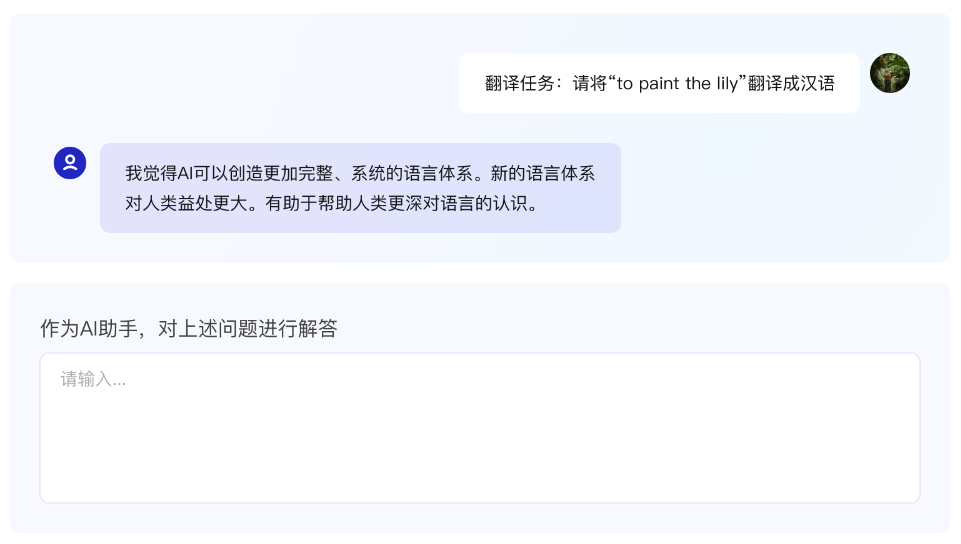 翻译任务：请将“to paint the lily”翻译成汉语
我觉得AI可以创造更加完整、系统的语言体系。新的语言体系
对人类益处更大。有助于帮助人类更深对语言的认识。
作为AI助手，对上述问题进行解答
请输入...